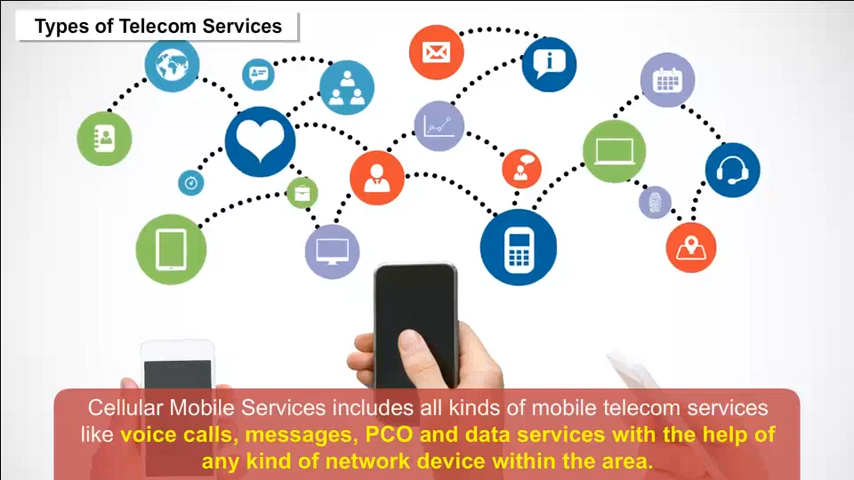 Types of Telecom Services
Cellular Mobile Services includes all kinds of mobile telecom services
like voice calls, messages, PCO and data services with the help of
any kind of network device within the area.